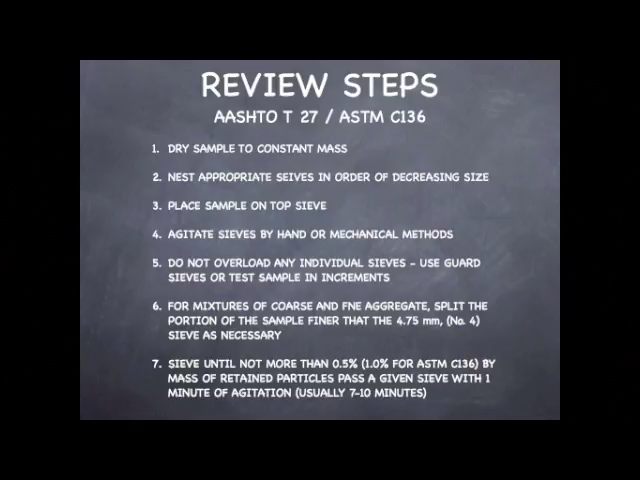 REVIEW STEPS
AASHTO T 27 / ASTM C136
1. DRY SAMPLE TO CONSTANT MASS
2. NEST APPROPRIATE SEIVES IN ORDER OF DECREASING SIZE
3. PLACE SAMPLE ON TOP SIEVE
4. AGITATE SIEVES BY HAND OR MECHANICAL METHODS
5. DO NOT OVERLOAD ANY INDIVIDUAL SIEVES – USE GUARD
SIEVES OR TEST SAMPLE IN INCREMENTS
6. FOR MIXTURES OF COARSE AND FNE AGGREGATE, SPLIT THE
PORTION OF THE SAMPLE FINER THAT THE 4.75 mm, (No. 4)
SIEVE AS NECESSARY
7. SIEVE UNTIL NOT MORE THAN 0.5% (1.0% FOR ASTM C136) BY
MASS OF RETAINED PARTICLES PASS A GIVEN SIEVE WITH 1
MINUTE OF AGITATION (USUALLY 7-10 MINUTES)